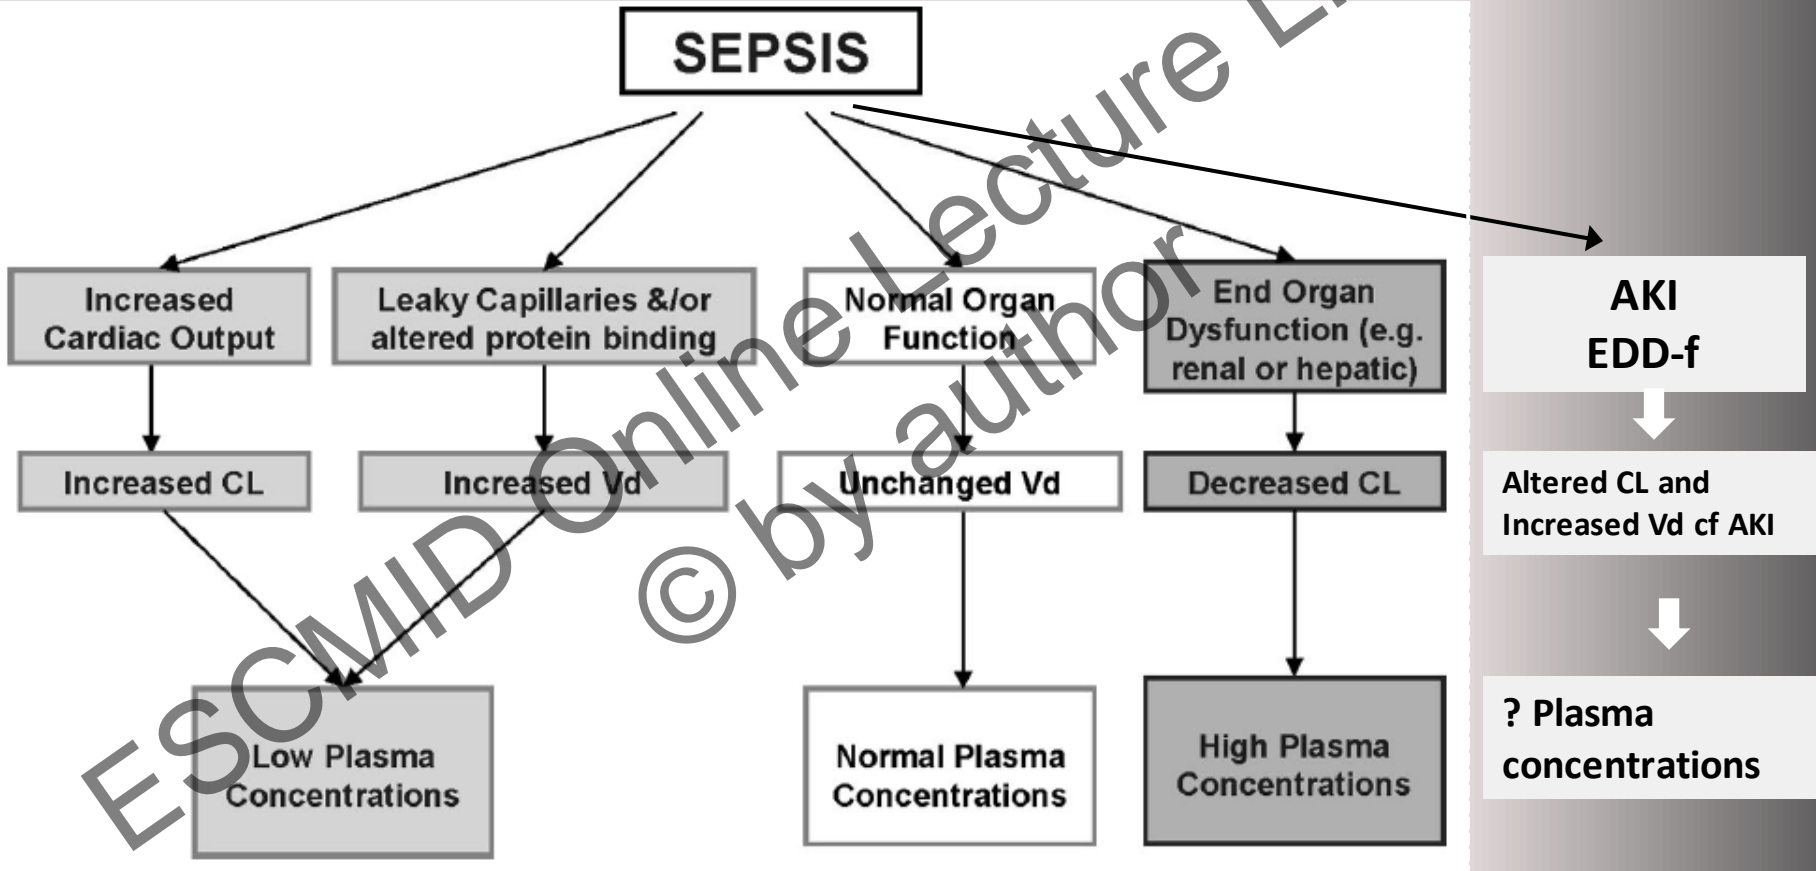 SEPSIS
Increased
Cardiac Output
Leaky Capillaries &/or
altered protein binding
Normal Organ
Function
End Organ
Dysfunction (e.g.
renal or hepatic)
AKI
EDD-f
Increased CL
Increased Vd
Unchanged Vd
Decreased CL
Altered CL and
Increased Vd cf AKI
Low Plasma
Concentrations
Normal Plasma
Concentrations
High Plasma
Concentrations
? Plasma
concentrations
ESCMID Online Lecture
© by author